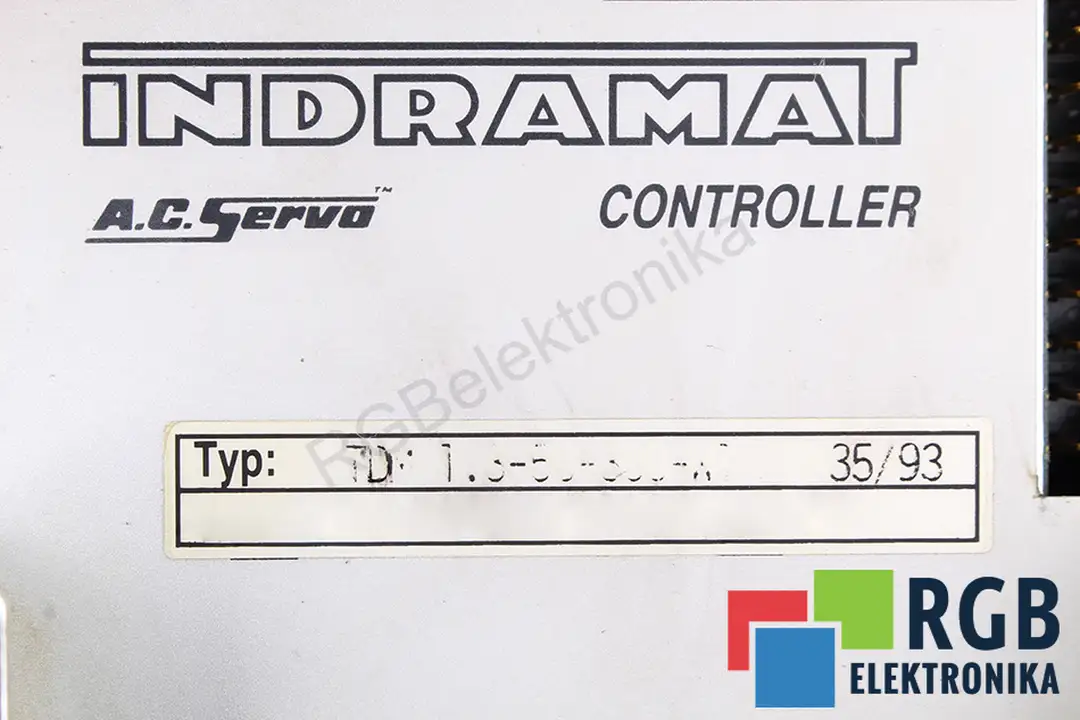 INDRAMAT
A.C. Servo™ CONTROLLER
RGBelektronika
Typ: 35/93
RGB
ELEKTRONIKA